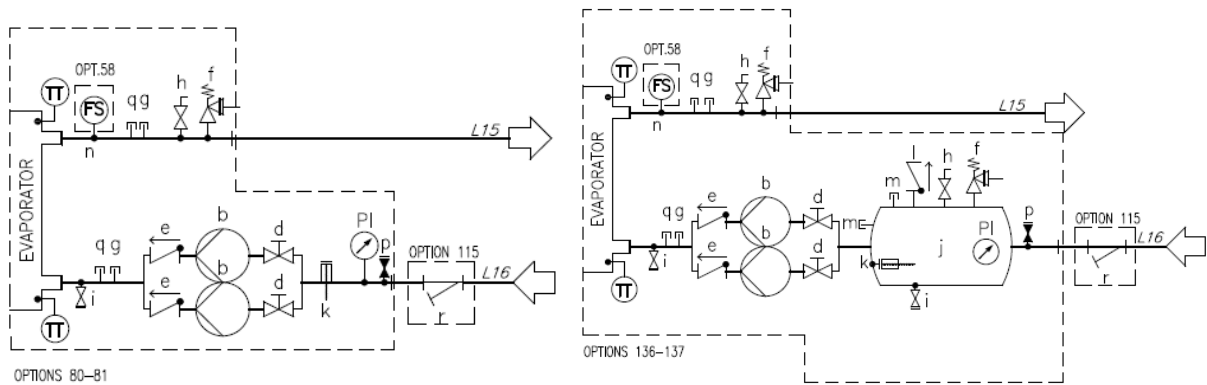 OPT.58
TT
FS
q g
h
f
n
L15
EVAPORATOR
b
b
d
d
e
e
q g
i
PI
p
k
OPTION 115
L16
r
TT
OPTIONS 80-81
OPT.58
TT
FS
q g
h
f
n
L15
EVAPORATOR
b
b
d
d
e
e
q g
i
m
m
l
h
f
PI
j
k
i
p
OPTION 115
L16
r
TT
OPTIONS 136-137